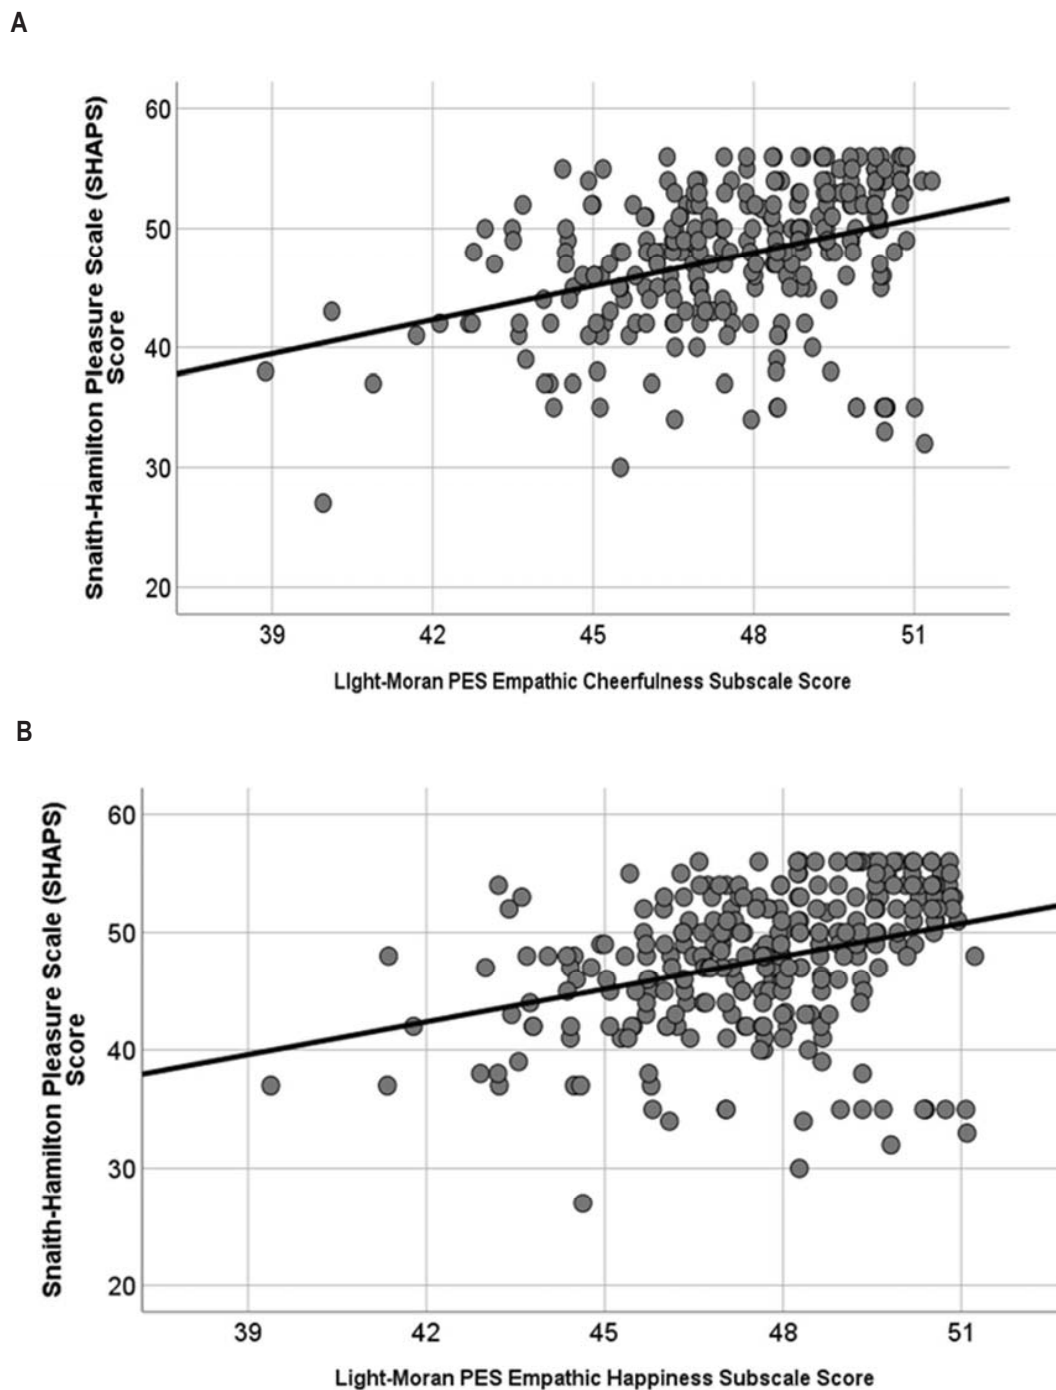 A
Snaith-Hamilton Pleasure Scale (SHAPS)
Score
60
50
40
30
20
39 42 45 48 51
LIght-Moran PES Empathic Cheerfulness Subscale Score
B
Snaith-Hamilton Pleasure Scale (SHAPS)
Score
60
50
40
30
20
39 42 45 48 51
Light-Moran PES Empathic Happiness Subscale Score